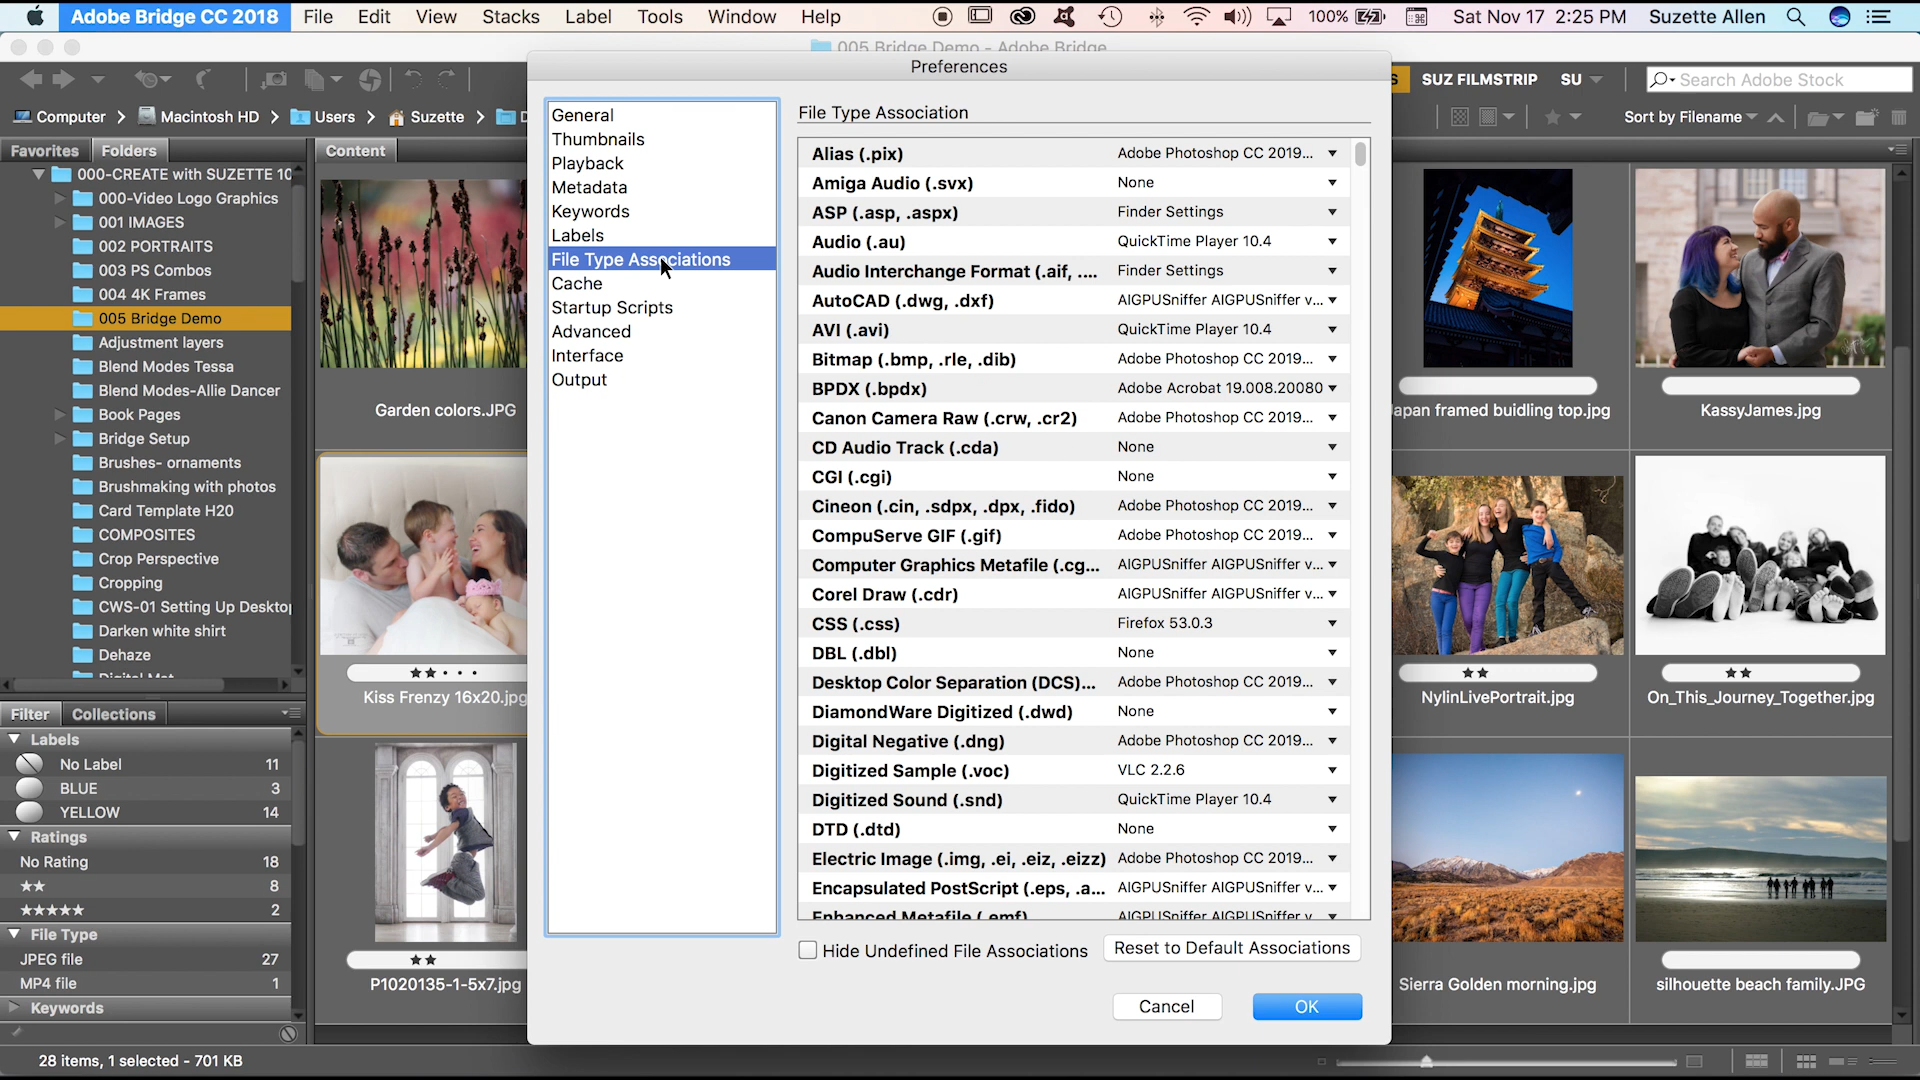 Adobe Bridge CC 2018 File Edit View Stacks Label Tools Window Help 100% Sat Nov 17 2:25 PM Suzette Allen
005 Bridge Demo - Adobe Bridge
Preferences
SUZ FILMSTRIP SU Search Adobe Stock
Computer Macintosh HD Users Suzette
Sort by Filename
Favorites Folders
Content
000-CREATE with SUZETTE 10
000-Video Logo Graphics
001 IMAGES
002 PORTRAITS
003 PS Combos
004 4K Frames
005 Bridge Demo
Adjustment layers
Blend Modes Tessa
Blend Modes-Allie Dancer
Book Pages
Bridge Setup
Brushes- ornaments
Brushmaking with photos
Card Template H20
COMPOSITES
Crop Perspective
Cropping
CWS-01 Setting Up Deskto
Darken white shirt
Dehaze
Filter Collections
Labels
No Label 11
BLUE 3
YELLOW 14
Ratings
No Rating 18
★★ 8
★★★★★ 2
File Type
JPEG file 27
MP4 file 1
Keywords
28 items, 1 selected - 701 KB
Garden colors.JPG
★★
Kiss Frenzy 16x20.jpg
★★
P1020135-1-5x7.jpg
General
Thumbnails
Playback
Metadata
Keywords
Labels
File Type Associations
Cache
Startup Scripts
Advanced
Interface
Output
File Type Association
Alias (.pix) Adobe Photoshop CC 2019...
Amiga Audio (.svx) None
ASP (.asp, .aspx) Finder Settings
Audio (.au) QuickTime Player 10.4
Audio Interchange Format (.aif, .... Finder Settings
AutoCAD (.dwg, .dxf) AIGPUSniffer AIGPUSniffer v...
AVI (.avi) QuickTime Player 10.4
Bitmap (.bmp, .rle, .dib) Adobe Photoshop CC 2019...
BPDX (.bpdx) Adobe Acrobat 19.008.20080
Canon Camera Raw (.crw, .cr2) Adobe Photoshop CC 2019...
CD Audio Track (.cda) None
CGI (.cgi) None
Cineon (.cin, .sdpx, .dpx, .fido) Adobe Photoshop CC 2019...
CompuServe GIF (.gif) Adobe Photoshop CC 2019...
Computer Graphics Metafile (.cg... AIGPUSniffer AIGPUSniffer v...
Corel Draw (.cdr) AIGPUSniffer AIGPUSniffer v...
CSS (.css) Firefox 53.0.3
DBL (.dbl) None
Desktop Color Separation (DCS)... Adobe Photoshop CC 2019...
DiamondWare Digitized (.dwd) None
Digital Negative (.dng) Adobe Photoshop CC 2019...
Digitized Sample (.voc) VLC 2.2.6
Digitized Sound (.snd) QuickTime Player 10.4
DTD (.dtd) None
Electric Image (.img, .ei, .eiz, .eizz) Adobe Photoshop CC 2019...
Encapsulated PostScript (.eps, .a... AIGPUSniffer AIGPUSniffer v...
Enhanced Metafile (.emf) AIGPUSniffer AIGPUSniffer v
Hide Undefined File Associations Reset to Default Associations
Cancel OK
apan framed buidling top.jpg
KassyJames.jpg
★★
NylinLivePortrait.jpg
★★
On_This_Journey_Together.jpg
Sierra Golden morning.jpg
silhouette beach family.JPG